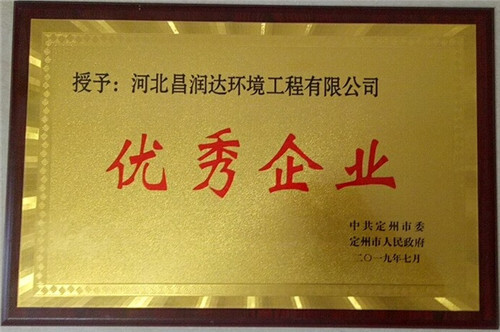 授予：河北昌润达环境工程有限公司
优秀企业
中共定州市委
定州市人民政府
二〇一九年七月